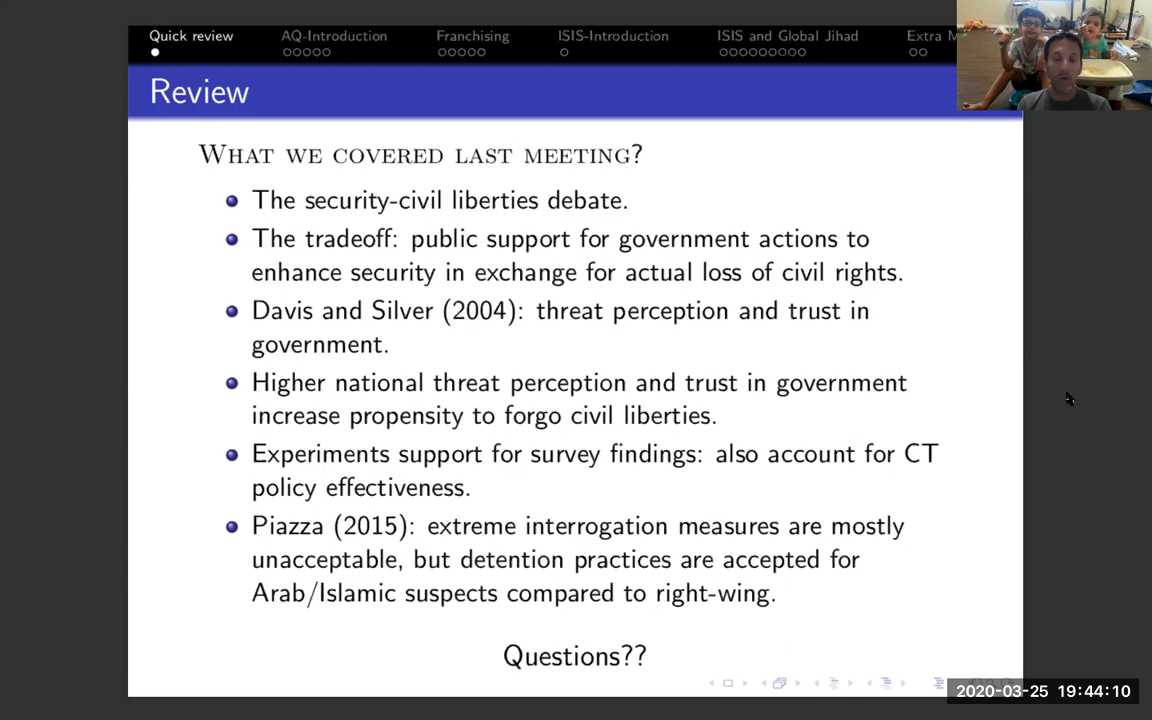 Quick review AQ-Introduction Franchising ISIS-Introduction ISIS and Global Jihad Extra
Review
What we covered last meeting?
The security-civil liberties debate.
The tradeoff: public support for government actions to
enhance security in exchange for actual loss of civil rights.
Davis and Silver (2004): threat perception and trust in
government.
Higher national threat perception and trust in government
increase propensity to forgo civil liberties.
Experiments support for survey findings: also account for CT
policy effectiveness.
Piazza (2015): extreme interrogation measures are mostly
unacceptable, but detention practices are accepted for
Arab/Islamic suspects compared to right-wing.
Questions??
2020-03-25 19:44:10